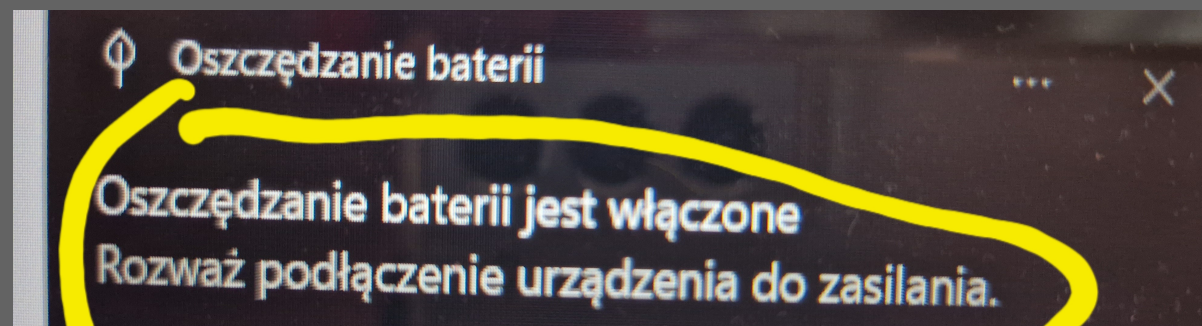 Oszczędzanie baterii
Oszczędzanie baterii jest włączone
Rozważ podłączenie urządzenia do zasilania.